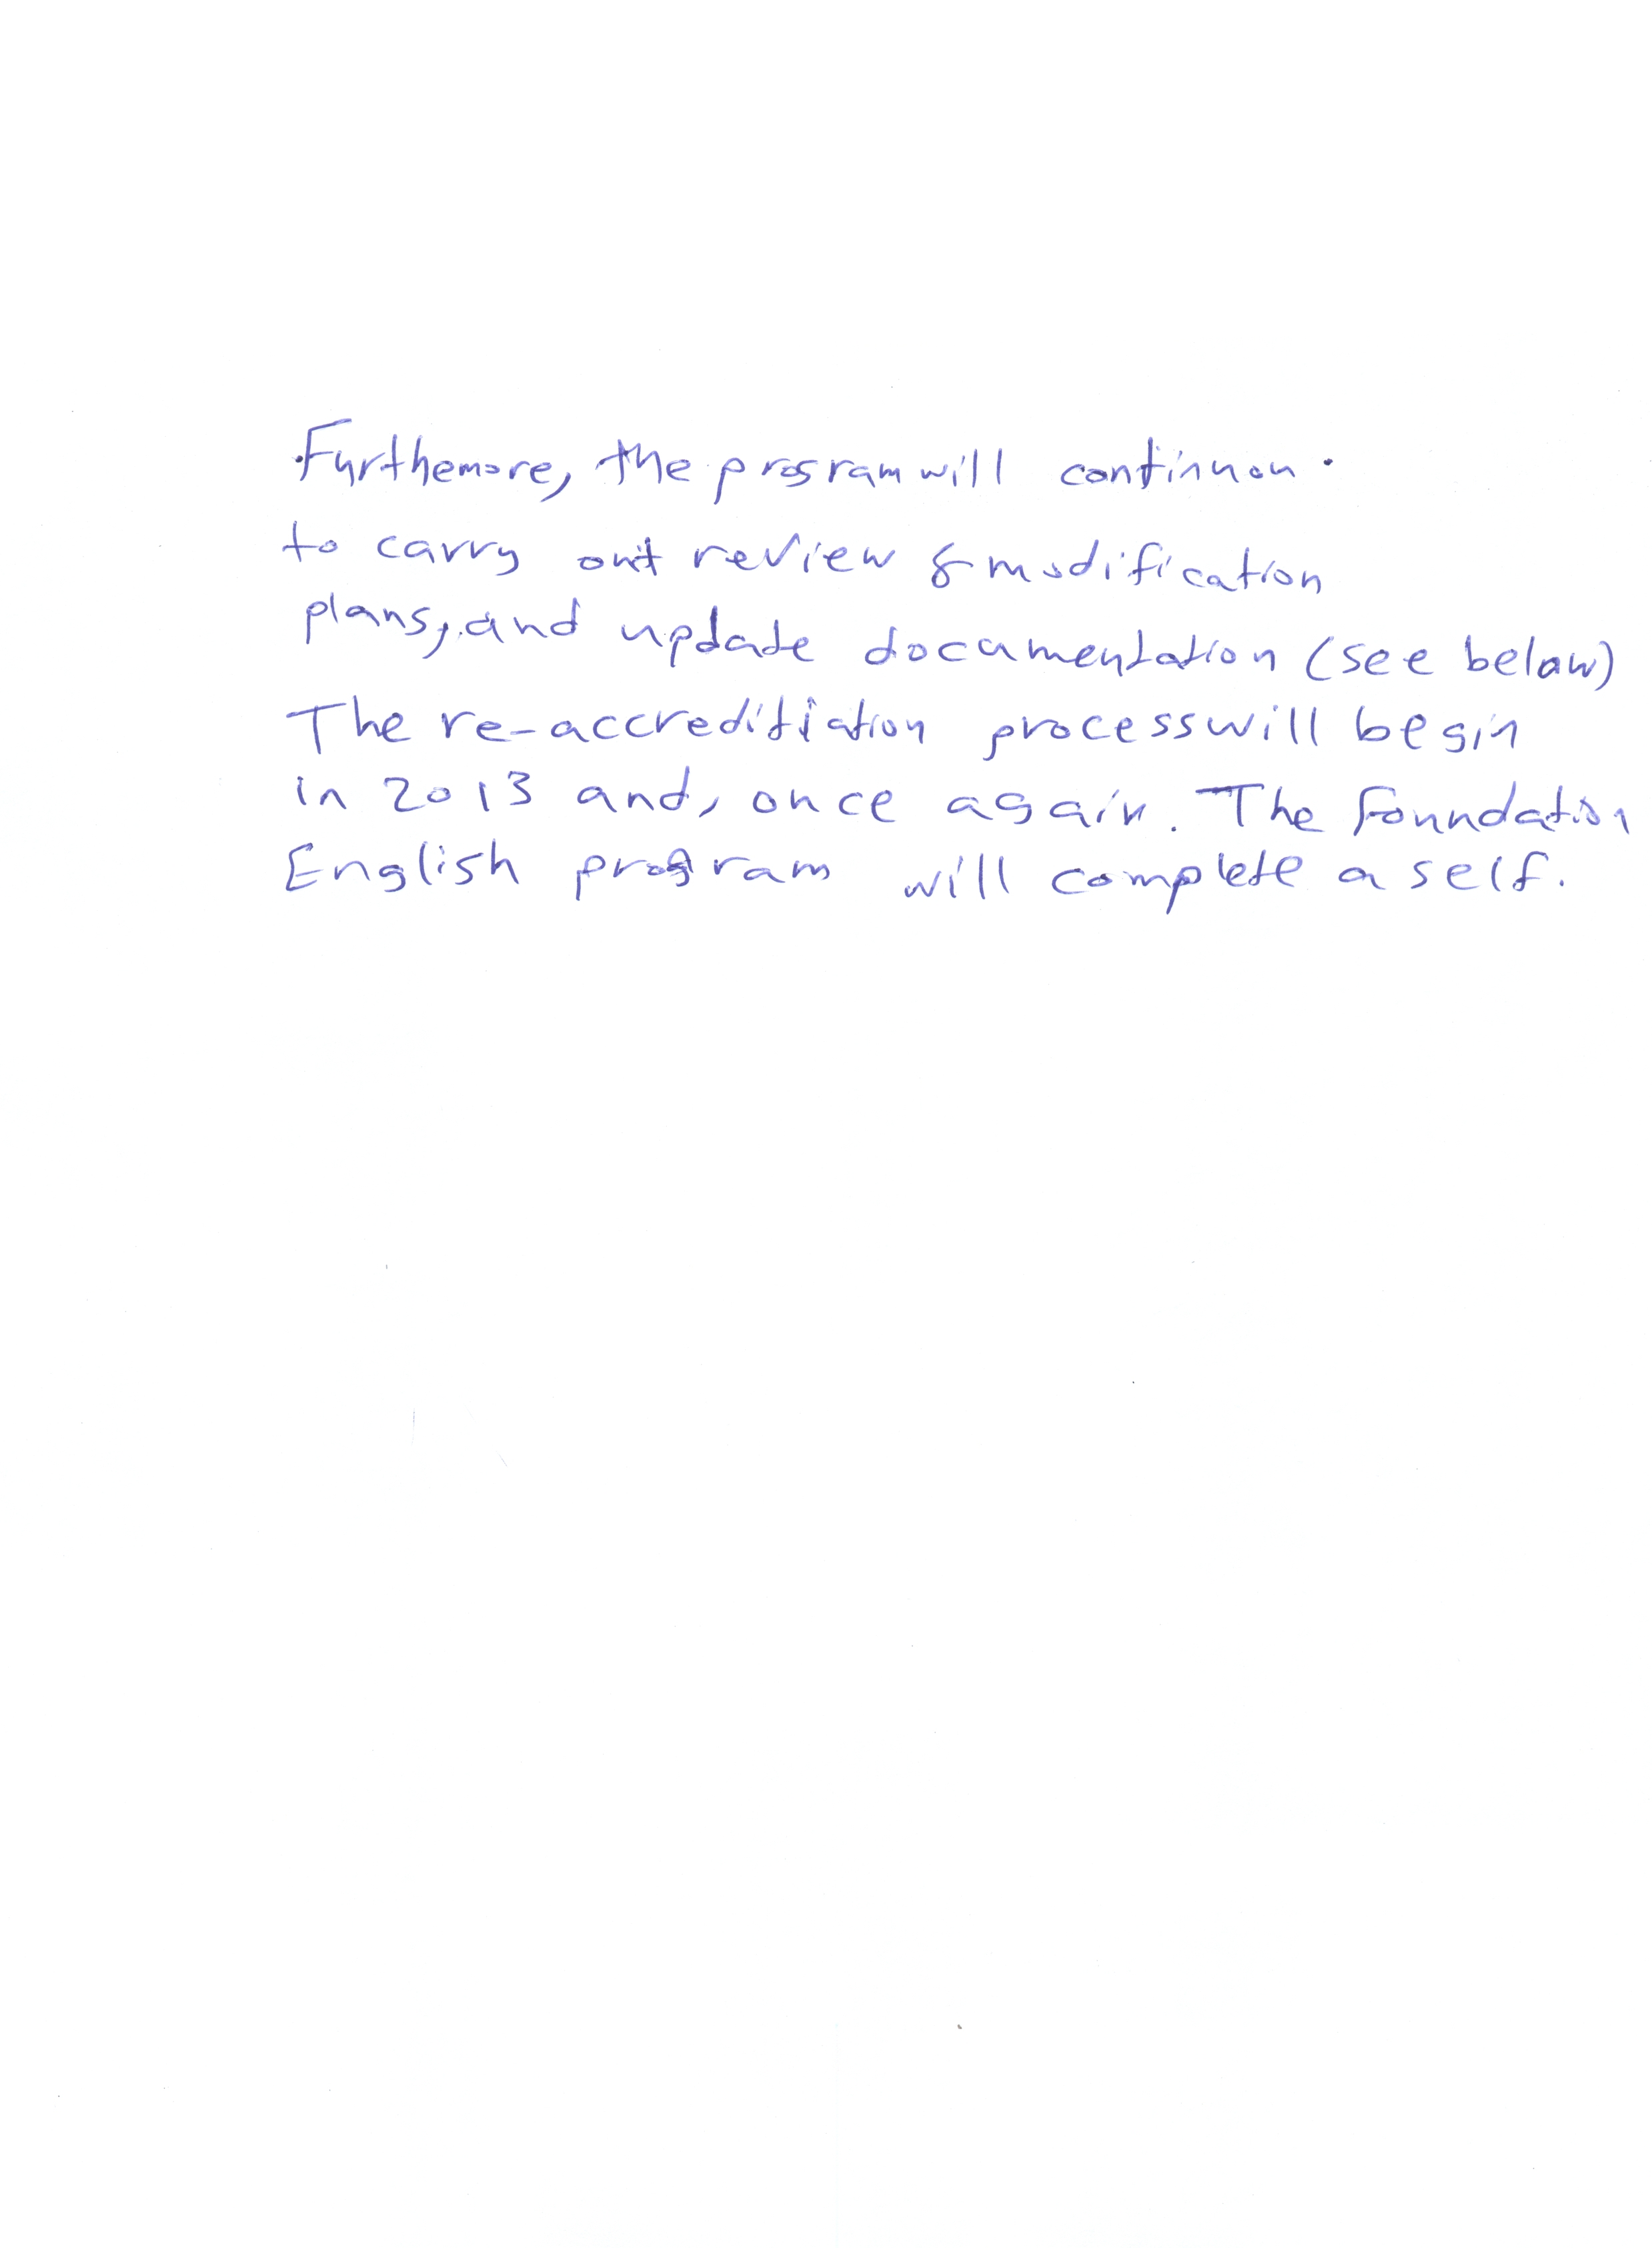 Furthemore, the program will continuou.
to carry out review & modification
plans, and update documentation (see below)
The re-accreditiation process will begin
in 2013 and, once again. The Foundation
English program will complete a self.